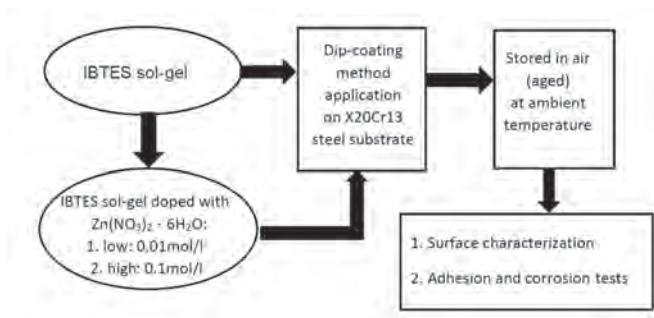 IBTES sol-gel
Dip-coating
method
application
on X20Cr13
steel substrate
Stored in air
(aged)
at ambient
temperature
IBTES sol-gel doped with
Zn(NO₃)₂ · 6H₂O:
1. low: 0.01mol/l
2. high: 0.1mol/l
1. Surface characterization
2. Adhesion and corrosion tests